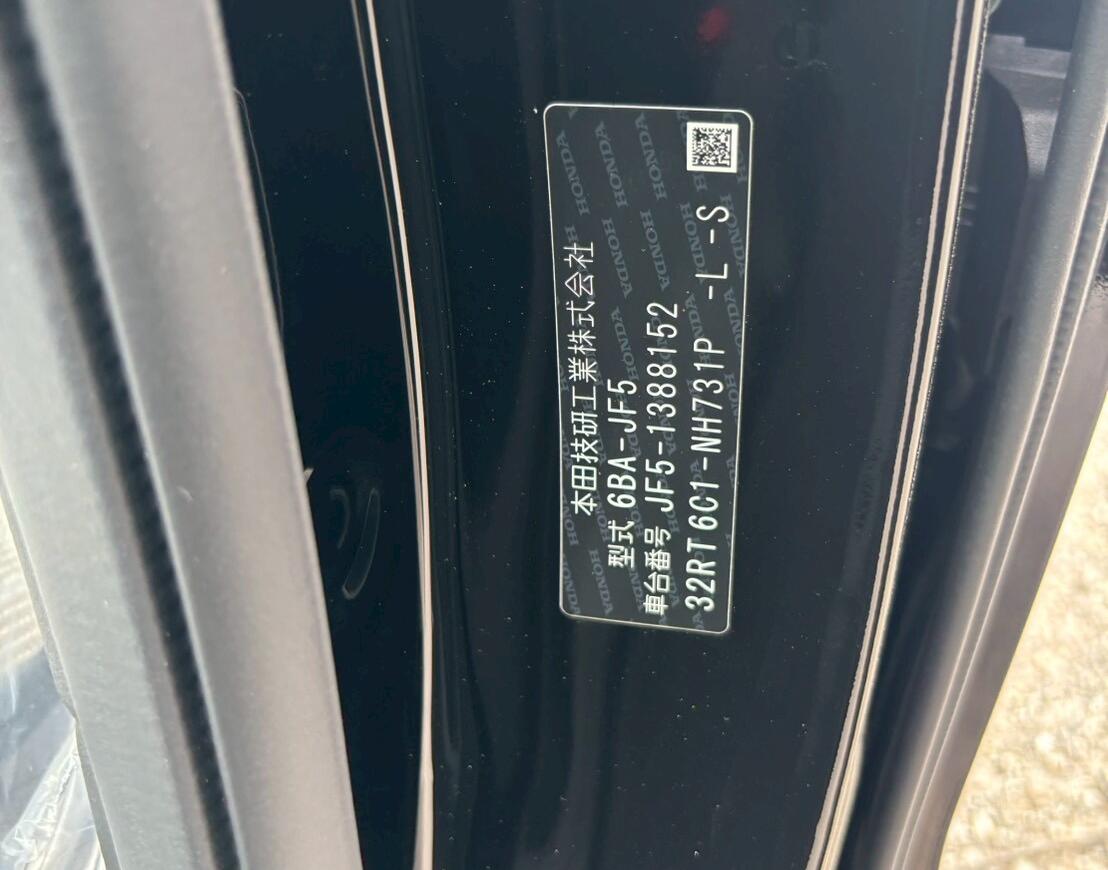 本田技研工業株式会社
型式 6BA-JF5
車台番号 JF5-1388152
32RT6C1-NH731P -L -S
HONDA